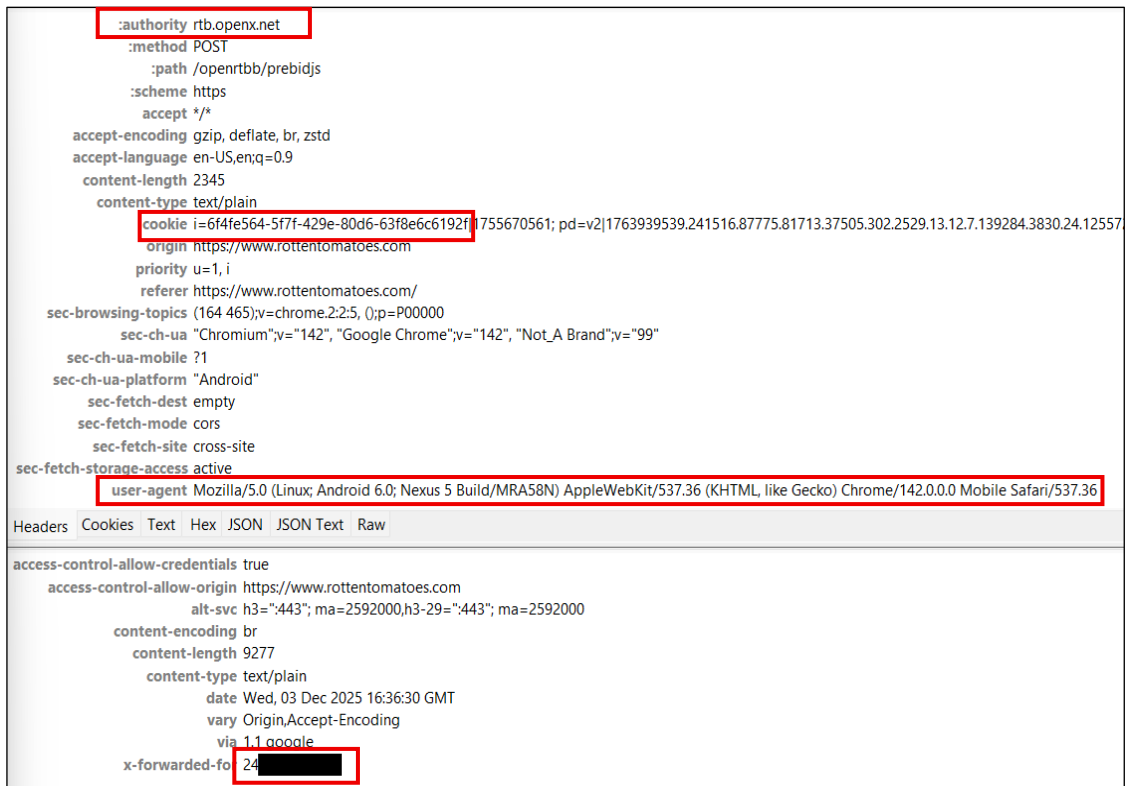 :authority rtb.openx.net
:method POST
:path /openrtbb/prebidjs
:scheme https
accept */*
accept-encoding gzip, deflate, br, zstd
accept-language en-US,en;q=0.9
content-length 2345
content-type text/plain
cookie i=6f4fe564-5f7f-429e-80d6-63f8e6c6192f|1755670561; pd=v2|1763939539.241516.87775.81713.37505.302.2529.13.12.7.139284.3830.24.12557.
origin https://www.rottentomatoes.com
priority u=1, i
referer https://www.rottentomatoes.com/
sec-browsing-topics (164 465);v=chrome.2:2:5, ();p=P00000
sec-ch-ua "Chromium";v="142", "Google Chrome";v="142", "Not_A Brand";v="99"
sec-ch-ua-mobile ?1
sec-ch-ua-platform "Android"
sec-fetch-dest empty
sec-fetch-mode cors
sec-fetch-site cross-site
sec-fetch-storage-access active
user-agent Mozilla/5.0 (Linux; Android 6.0; Nexus 5 Build/MRA58N) AppleWebKit/537.36 (KHTML, like Gecko) Chrome/142.0.0.0 Mobile Safari/537.36
Headers Cookies Text Hex JSON JSON Text Raw
access-control-allow-credentials true
access-control-allow-origin https://www.rottentomatoes.com
alt-svc h3=":443"; ma=2592000,h3-29=":443"; ma=2592000
content-encoding br
content-length 9277
content-type text/plain
date Wed, 03 Dec 2025 16:36:30 GMT
vary Origin,Accept-Encoding
via 1.1 google
x-forwarded-for 24